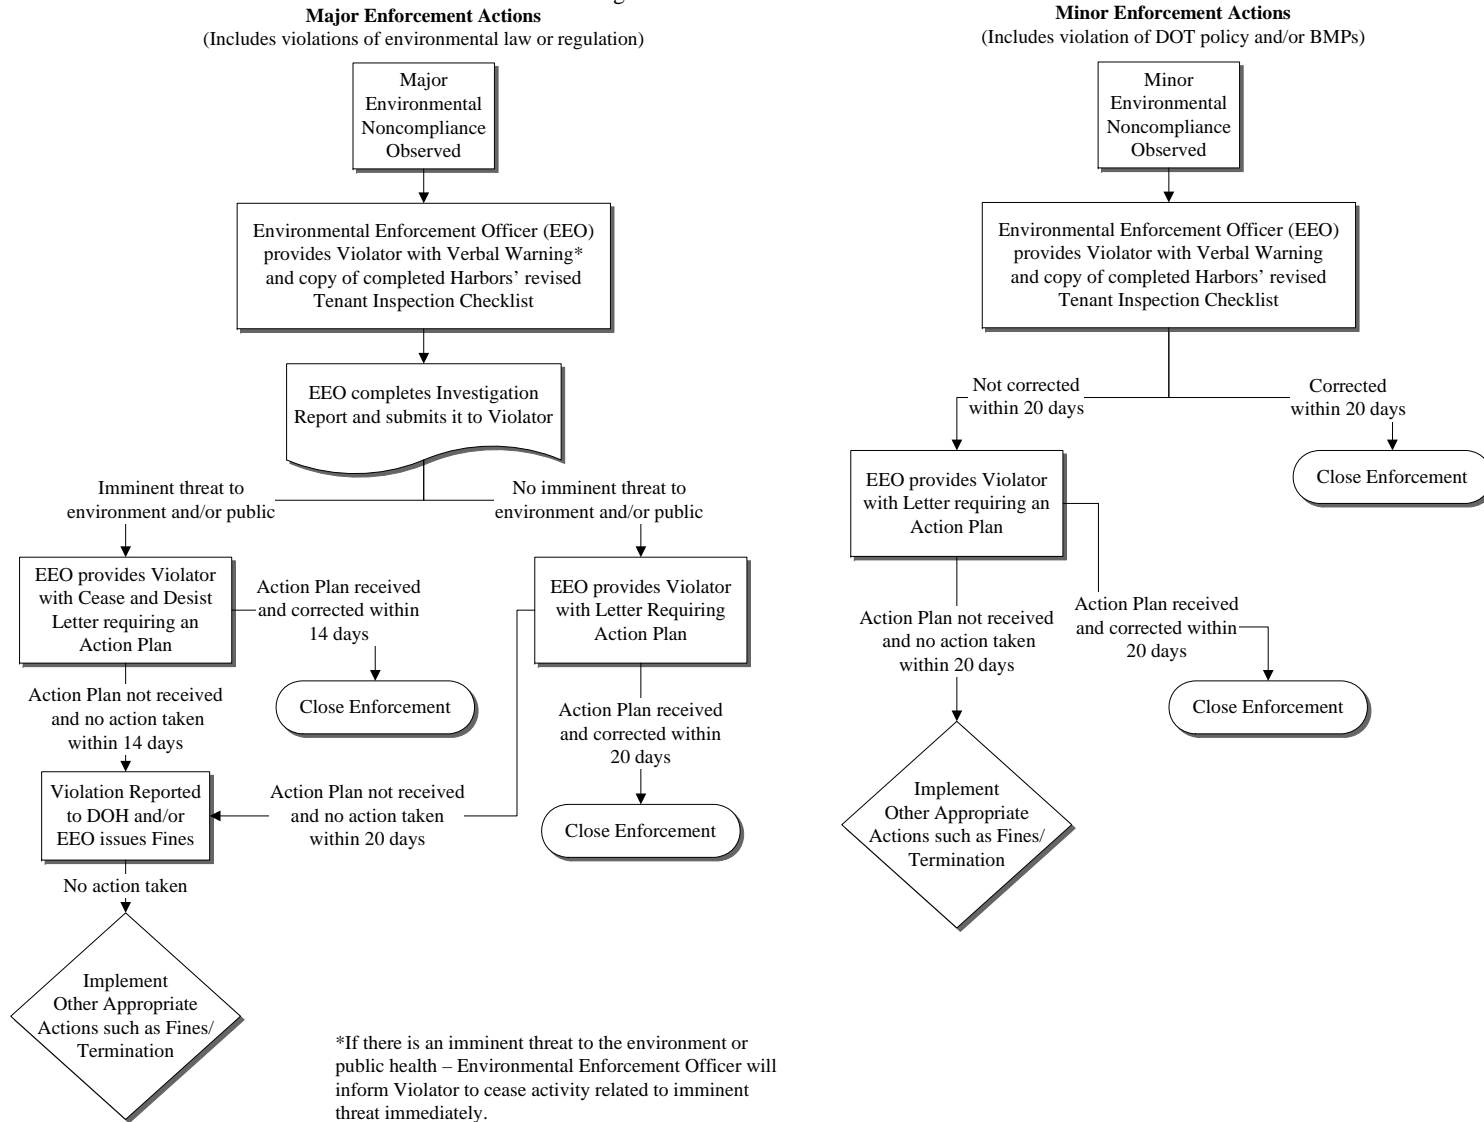 Major Enforcement Actions
(Includes violations of environmental law or regulation)
Major
Environmental
Noncompliance
Observed
Environmental Enforcement Officer (EEO)
provides Violator with Verbal Warning*
and copy of completed Harbors’ revised
Tenant Inspection Checklist
EEO completes Investigation
Report and submits it to Violator
Imminent threat to
environment and/or public
No imminent threat to
environment and/or public
EEO provides Violator
with Cease and Desist
Letter requiring an
Action Plan
Action Plan received
and corrected within
14 days
Close Enforcement
EEO provides Violator
with Letter Requiring
Action Plan
Action Plan not received
and no action taken
within 14 days
Action Plan received
and corrected within
20 days
Close Enforcement
Violation Reported
to DOH and/or
EEO issues Fines
Action Plan not received
and no action taken
within 20 days
No action taken
Implement
Other Appropriate
Actions such as Fines/
Termination
*If there is an imminent threat to the environment or
public health – Environmental Enforcement Officer will
inform Violator to cease activity related to imminent
threat immediately.
Minor Enforcement Actions
(Includes violation of DOT policy and/or BMPs)
Minor
Environmental
Noncompliance
Observed
Environmental Enforcement Officer (EEO)
provides Violator with Verbal Warning
and copy of completed Harbors’ revised
Tenant Inspection Checklist
Not corrected
within 20 days
Corrected
within 20 days
Close Enforcement
EEO provides Violator
with Letter requiring an
Action Plan
Action Plan not received
and no action taken
within 20 days
Action Plan received
and corrected within
20 days
Close Enforcement
Implement
Other Appropriate
Actions such as Fines/
Termination